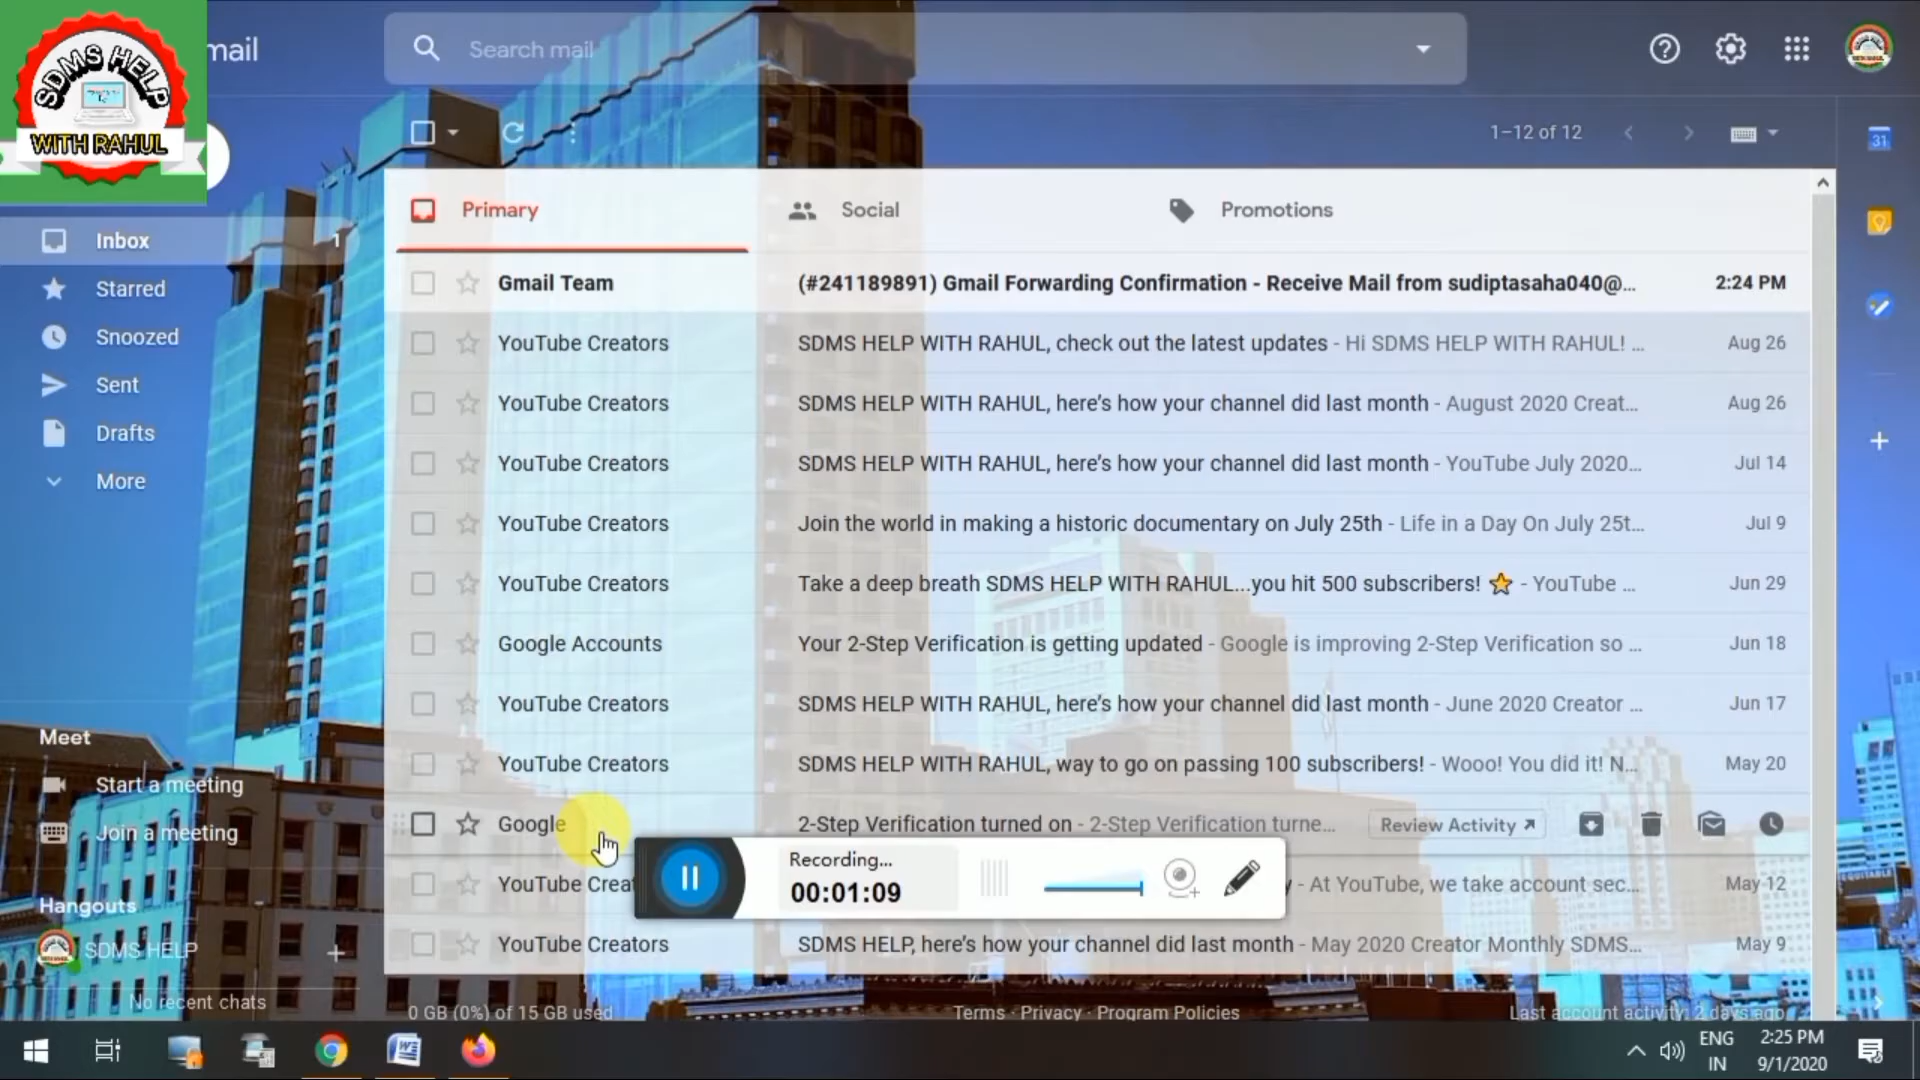 SDMS HELP
WITH RAHUL
mail
Search mail
1–12 of 12
31
Primary
Social
Promotions
Inbox 1
Starred
Snoozed
Sent
Drafts
More
Gmail Team (#241189891) Gmail Forwarding Confirmation - Receive Mail from sudiptasaha040@... 2:24 PM
YouTube Creators SDMS HELP WITH RAHUL, check out the latest updates - Hi SDMS HELP WITH RAHUL! ... Aug 26
YouTube Creators SDMS HELP WITH RAHUL, here's how your channel did last month - August 2020 Creat... Aug 26
YouTube Creators SDMS HELP WITH RAHUL, here's how your channel did last month - YouTube July 2020... Jul 14
YouTube Creators Join the world in making a historic documentary on July 25th - Life in a Day On July 25t... Jul 9
YouTube Creators Take a deep breath SDMS HELP WITH RAHUL...you hit 500 subscribers! ⭐ - YouTube ... Jun 29
Google Accounts Your 2-Step Verification is getting updated - Google is improving 2-Step Verification so ... Jun 18
YouTube Creators SDMS HELP WITH RAHUL, here's how your channel did last month - June 2020 Creator ... Jun 17
YouTube Creators SDMS HELP WITH RAHUL, way to go on passing 100 subscribers! - Wooo! You did it! N... May 20
Google 2-Step Verification turned on - 2-Step Verification turne... Review Activity
YouTube Creat - At YouTube, we take account sec... May 12
YouTube Creators SDMS HELP, here's how your channel did last month - May 2020 Creator Monthly SDMS... May 9
Recording...
00:01:09
Meet
Start a meeting
Join a meeting
Hangouts
SDMS HELP
No recent chats
0 GB (0%) of 15 GB used
Terms · Privacy · Program Policies
Last account activity: 2 days ago
ENG
IN
2:25 PM
9/1/2020